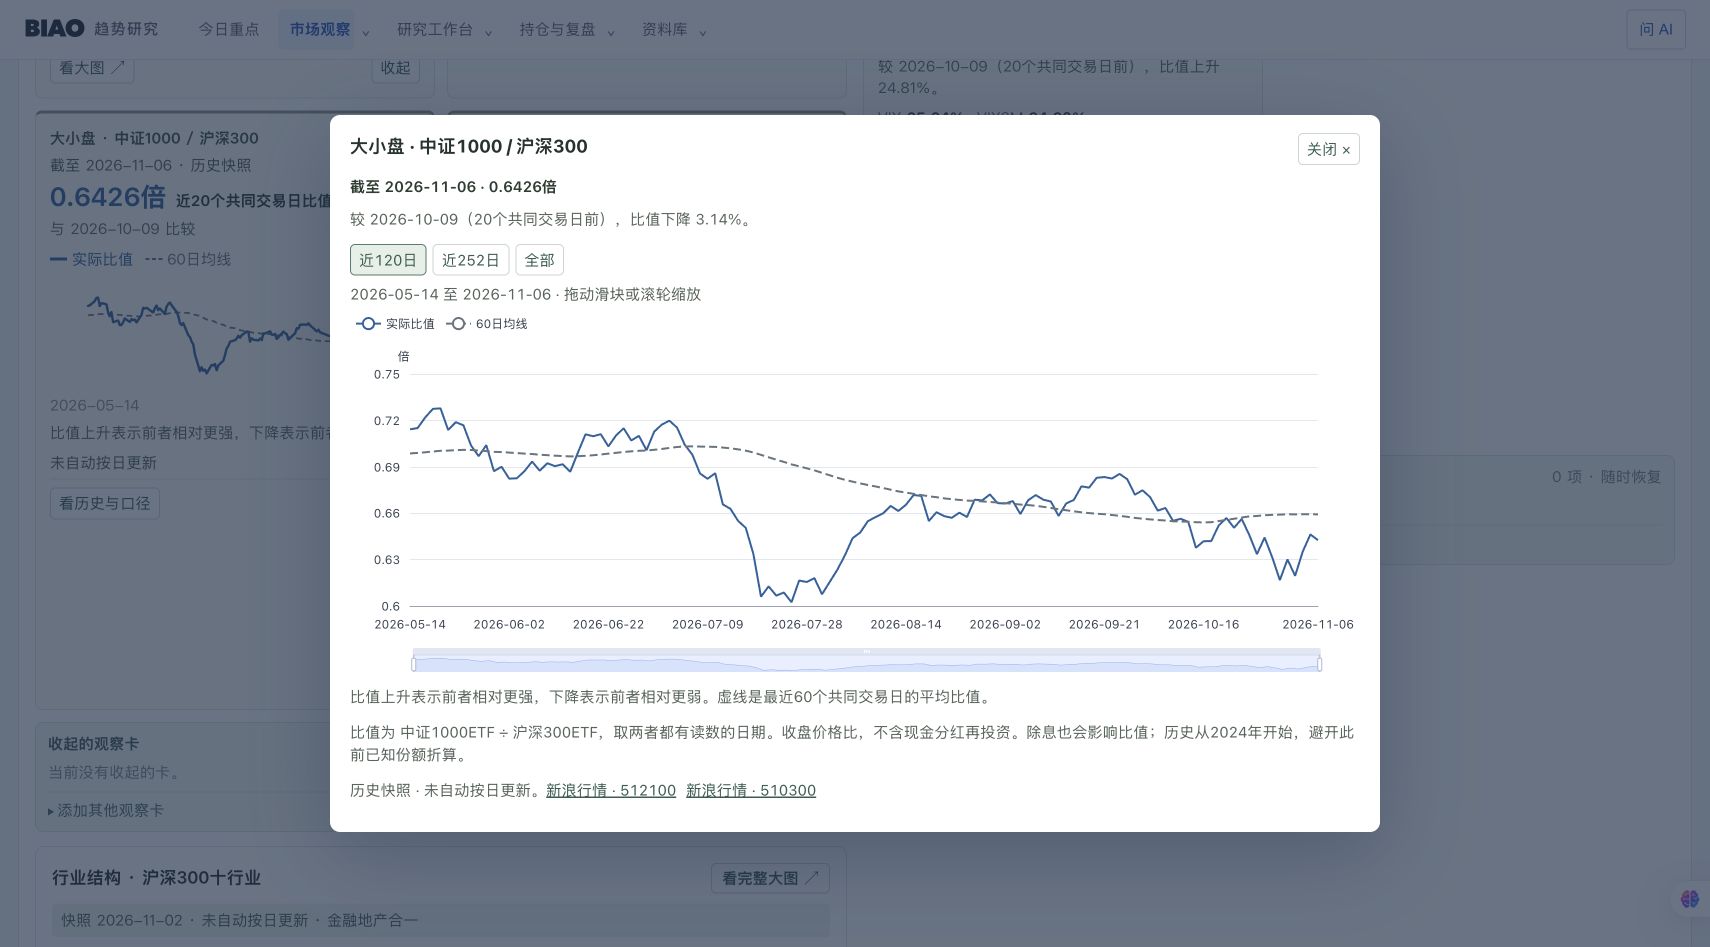 BIAO 趋势研究 今日重点 市场观察 研究工作台 持仓与复盘 资料库 问 AI
看大图 ↗ 收起
较 2026-10-09（20个共同交易日前），比值上升
24.81%。
大小盘 · 中证1000 / 沪深300
截至 2026-11-06 · 历史快照
0.6426倍 近20个共同交易日比值
与 2026-10-09 比较
实际比值 60日均线
2026-05-14
比值上升表示前者相对更强，下降表示前者
未自动按日更新
看历史与口径
收起的观察卡
当前没有收起的卡。
▸ 添加其他观察卡
0 项 · 随时恢复
大小盘 · 中证1000 / 沪深300
关闭 ×
截至 2026-11-06 · 0.6426倍
较 2026-10-09（20个共同交易日前），比值下降 3.14%。
近120日 近252日 全部
2026-05-14 至 2026-11-06 · 拖动滑块或滚轮缩放
实际比值 60日均线
倍
0.75
0.72
0.69
0.66
0.63
0.6
2026-05-14 2026-06-02 2026-06-22 2026-07-09 2026-07-28 2026-08-14 2026-09-02 2026-09-21 2026-10-16 2026-11-06
比值上升表示前者相对更强，下降表示前者相对更弱。虚线是最近60个共同交易日的平均比值。
比值为 中证1000ETF ÷ 沪深300ETF，取两者都有读数的日期。收盘价格比，不含现金分红再投资。除息也会影响比值；历史从2024年开始，避开此
前已知份额折算。
历史快照 · 未自动按日更新。新浪行情 · 512100 新浪行情 · 510300
行业结构 · 沪深300十行业
看完整大图 ↗
快照 2026-11-02 · 未自动按日更新 · 金融地产合一